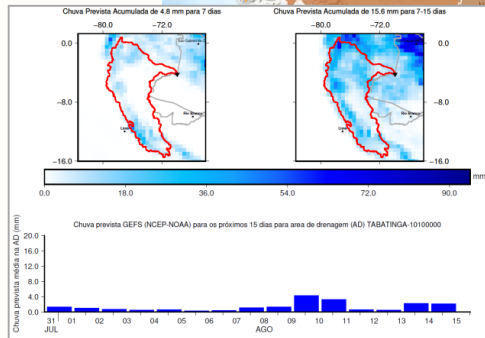 Chuva Prevista Acumulada de 4.8 mm para 7 dias
Chuva Prevista Acumulada de 15.6 mm para 7-15 dias
−80.0 −72.0
−80.0 −72.0
0.0
0.0
−8.0
−8.0
−16.0
−16.0
Rio Branco
Rio Branco
Lima
Lima
0.0 18.0 36.0 54.0 72.0 90.0 mm
Chuva prevista GEFS (NCEP-NOAA) para os próximos 15 dias para area de drenagem (AD) TABATINGA-10100000
Chuva prevista média na AD (mm)
20.0
16.0
12.0
8.0
4.0
0.0
31 01 02 03 04 05 06 07 08 09 10 11 12 13 14 15
JUL AGO